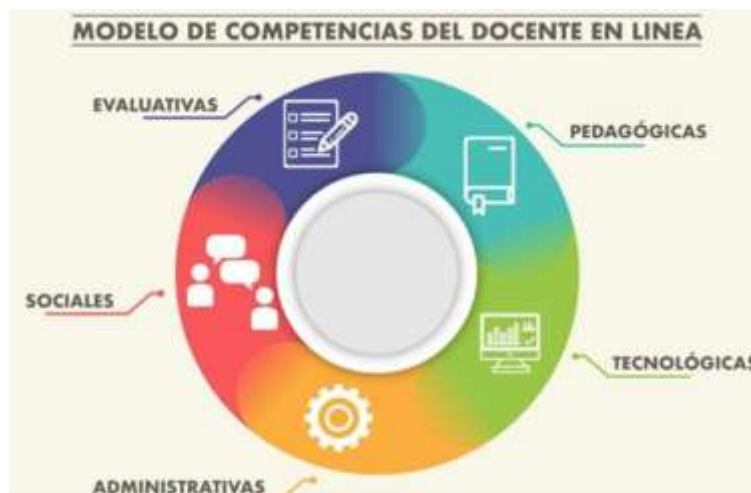 MODELO DE COMPETENCIAS DEL DOCENTE EN LINEA
EVALUATIVAS
PEDAGÓGICAS
SOCIALES
TECNOLÓGICAS
ADMINISTRATIVAS